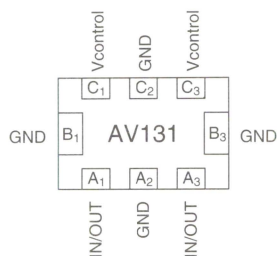 Vcontrol GND Vcontrol
C1 C2 C3
GND B1 AV131 B3 GND
A1 A2 A3
IN/OUT GND IN/OUT